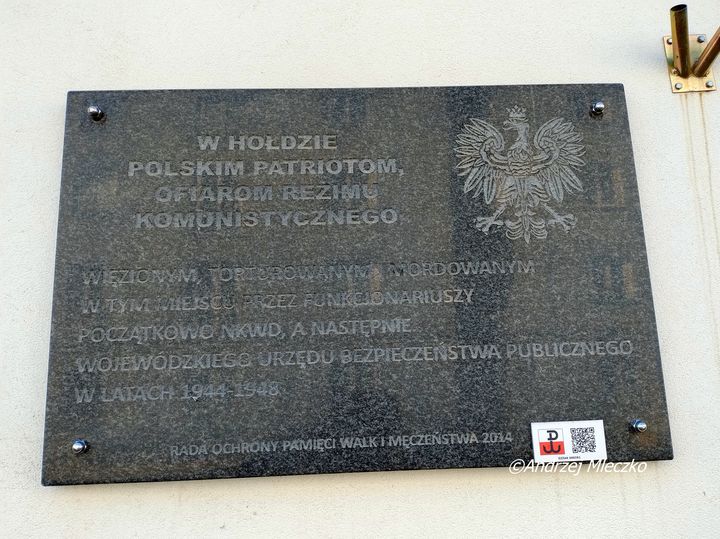 W HOŁDZIE
POLSKIM PATRIOTOM,
OFIAROM REŻIMU
KOMUNISTYCZNEGO
WIĘZIONYM, TORTUROWANYM I MORDOWANYM
W TYM MIEJSCU PRZEZ FUNKCJONARIUSZY
POCZĄTKOWO NKWD, A NASTĘPNIE
WOJEWÓDZKIEGO URZĘDU BEZPIECZEŃSTWA PUBLICZNEGO
W LATACH 1944-1948
RADA OCHRONY PAMIĘCI WALK I MĘCZEŃSTWA 2014
©Andrzej Mleczko